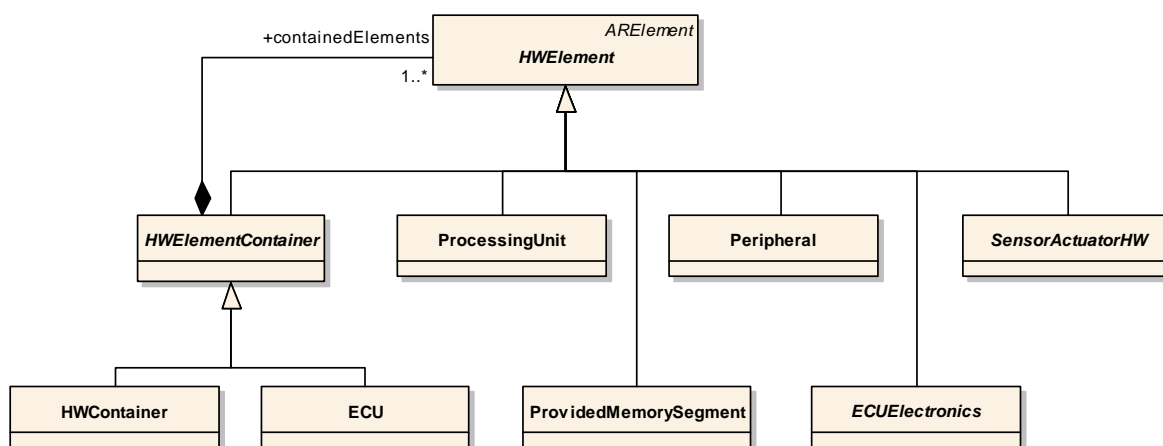 ARElement
+containedElements
HWElement
1..*
HWElementContainer
ProcessingUnit
Peripheral
SensorActuatorHW
HWContainer
ECU
ProvidedMemorySegment
ECUElectronics